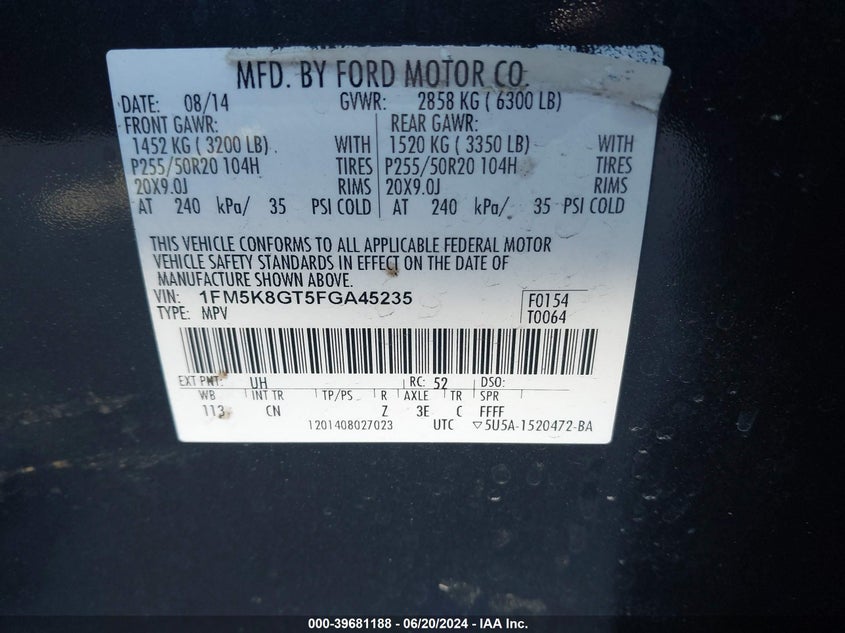 MFD. BY FORD MOTOR CO.
DATE: 08/14 GVWR: 2858 KG ( 6300 LB)
FRONT GAWR: REAR GAWR:
1452 KG ( 3200 LB) WITH 1520 KG ( 3350 LB) WITH
P255/50R20 104H TIRES P255/50R20 104H TIRES
20X9.0J RIMS 20X9.0J RIMS
AT 240 kPa/ 35 PSI COLD AT 240 kPa/ 35 PSI COLD
THIS VEHICLE CONFORMS TO ALL APPLICABLE FEDERAL MOTOR
VEHICLE SAFETY STANDARDS IN EFFECT ON THE DATE OF
MANUFACTURE SHOWN ABOVE.
VIN: 1FM5K8GT5FGA45235 F0154
TYPE: MPV T0064
EXT PNT: UH RC: 52 DSO:
WB INT TR TP/PS R AXLE TR SPR
113 CN Z 3E C FFFF
1201408027023 UTC ▽5U5A-1520472-BA
000-39681188 - 06/20/2024 - IAA Inc.